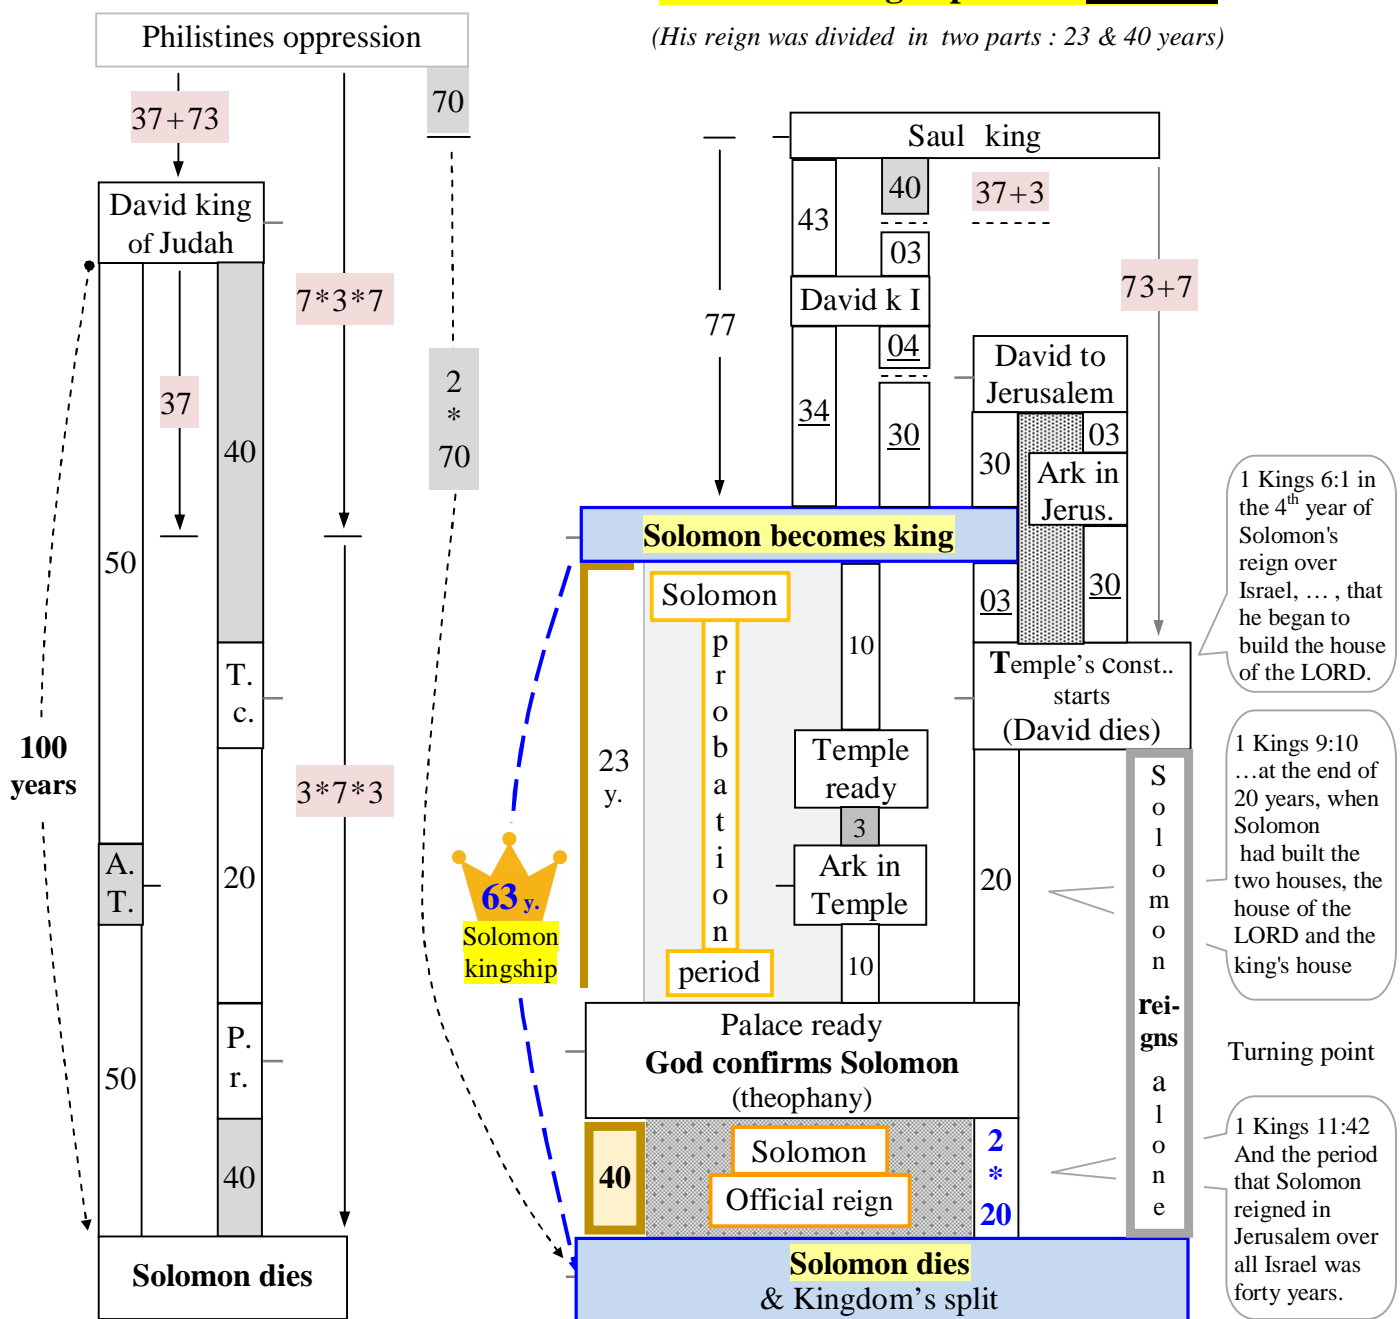 (His reign was divided in two parts : 23 & 40 years)
Philistines oppression
37+73
70
David king
of Judah
7*3*7
37
40
2
*
70
50
T.
c.
100
years
3*7*3
A.
T.
20
P.
r.
50
40
Solomon dies
Saul king
40
37+3
43
03
73+7
David k I
77
04
David to
Jerusalem
34
30
30
03
Ark in
Jerus.
Solomon becomes king
03
30
Solomon
p
r
o
b
a
t
i
o
n
period
10
Temple's const..
starts
(David dies)
23
y.
Temple
ready
3
Ark in
Temple
20
63 y.
Solomon
kingship
10
Palace ready
God confirms Solomon
(theophany)
S
o
l
o
m
o
n
rei-
gns
a
l
o
n
e
40
Solomon
Official reign
2
*
20
Solomon dies
& Kingdom's split
1 Kings 6:1 in
the 4th year of
Solomon's
reign over
Israel, … , that
he began to
build the house
of the LORD.
1 Kings 9:10
…at the end of
20 years, when
Solomon
had built the
two houses, the
house of the
LORD and the
king's house
Turning point
1 Kings 11:42
And the period
that Solomon
reigned in
Jerusalem over
all Israel was
forty years.